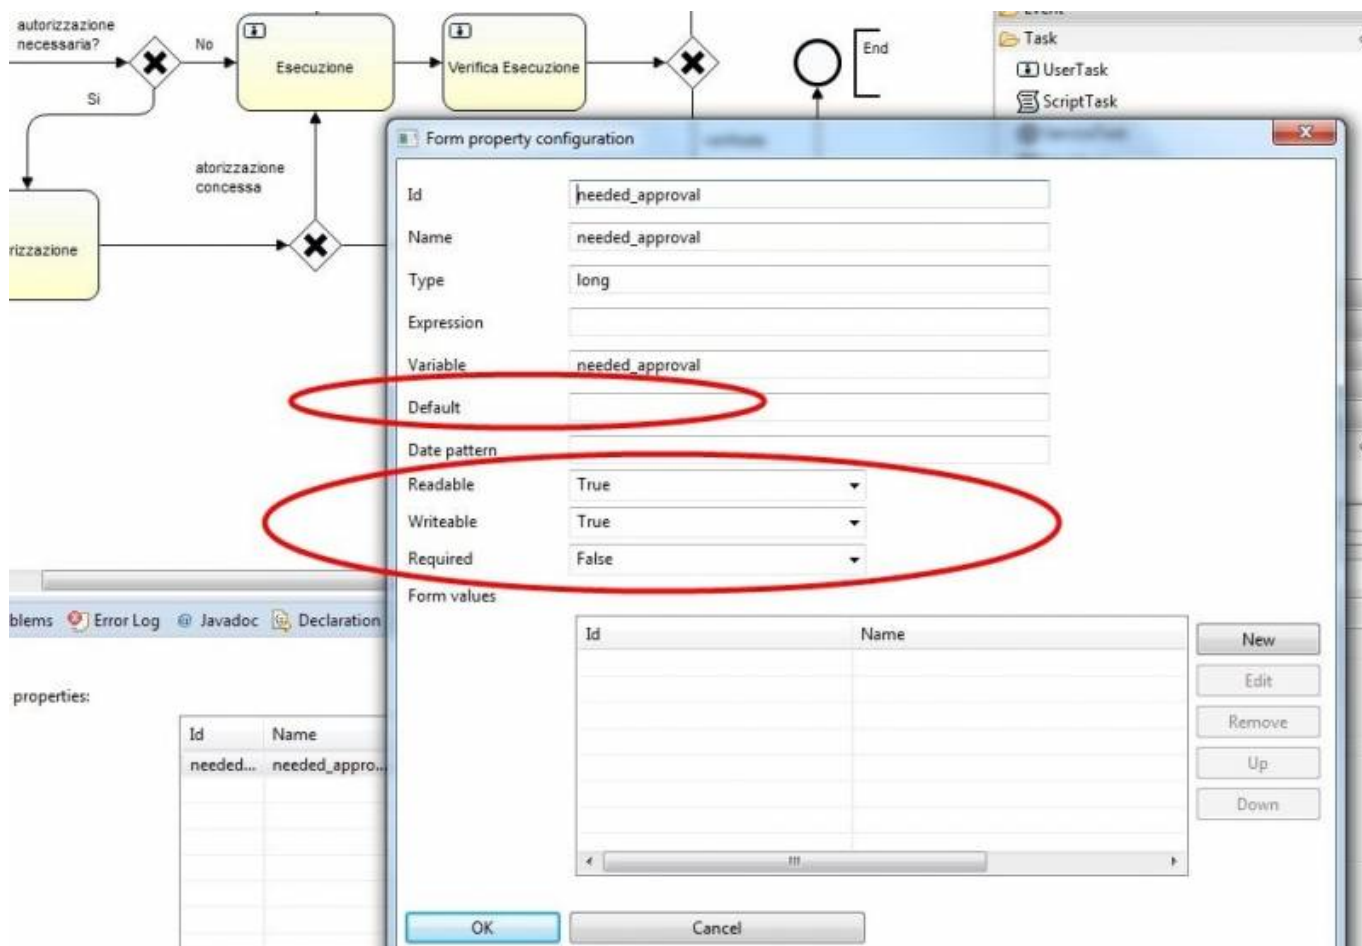 autorizzazione
necessaria?
No
Si
Esecuzione
Verifica Esecuzione
End
Event
Task
UserTask
ScriptTask
atorizzazione
concessa
rizzazione
Form property configuration
Id
needed_approval
Name
needed_approval
Type
long
Expression
Variable
needed_approval
Default
Date pattern
Readable
True
Writeable
True
Required
False
Form values
Id Name
New
Edit
Remove
Up
Down
OK
Cancel
blems
Error Log
@ Javadoc
Declaration
properties:
Id Name
needed... needed_appro...